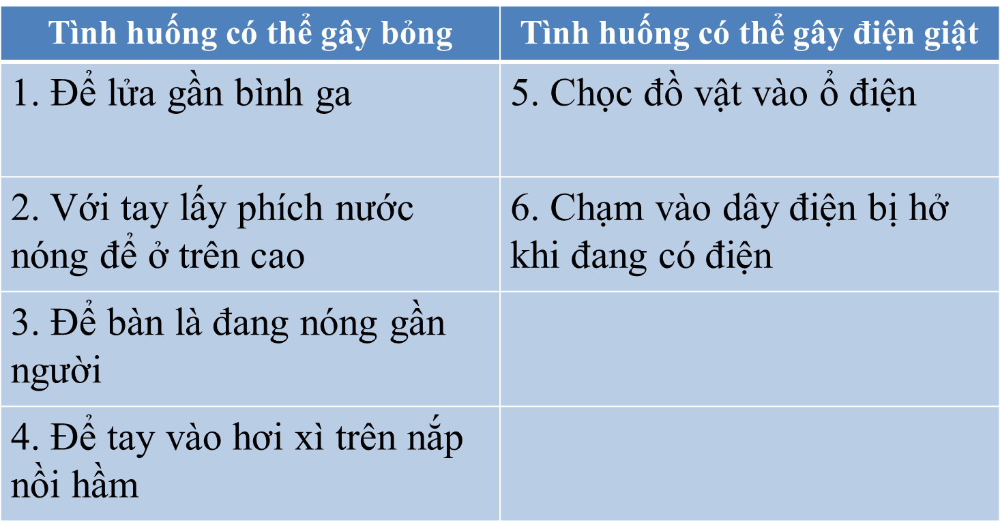 Tình huống có thể gây bỏng
Tình huống có thể gây điện giật
1. Để lửa gần bình ga
5. Chọc đồ vật vào ổ điện
2. Với tay lấy phích nước
nóng để ở trên cao
6. Chạm vào dây điện bị hở
khi đang có điện
3. Để bàn là đang nóng gần
người
4. Để tay vào hơi xì trên nắp
nồi hầm